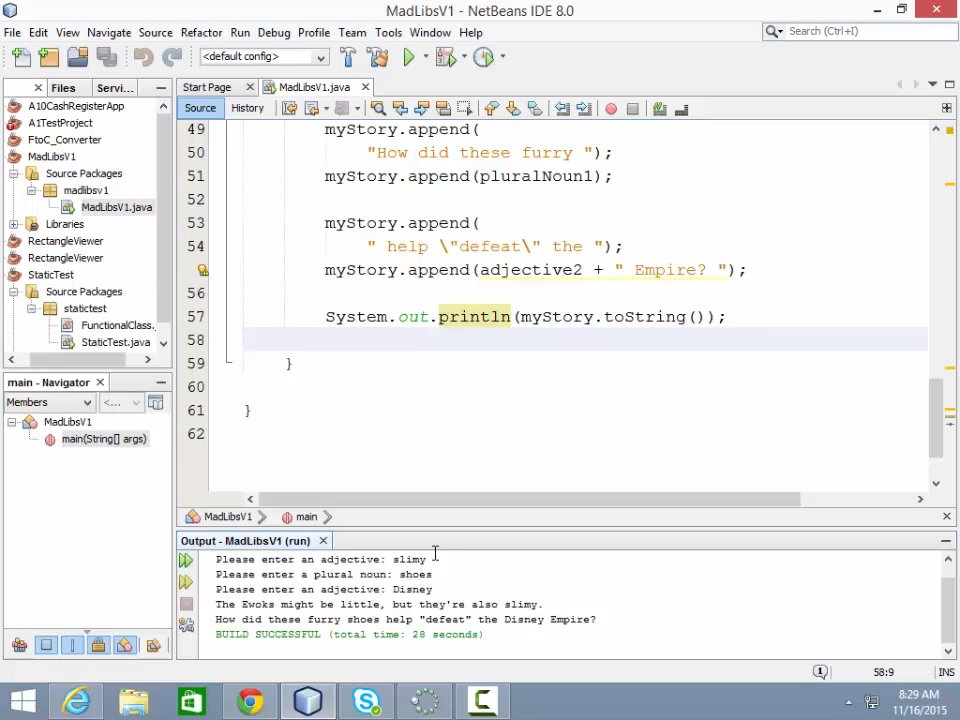 MadLibsV1 - NetBeans IDE 8.0
File Edit View Navigate Source Refactor Run Debug Profile Team Tools Window Help
Search (Ctrl+I)
<default config>
Files Servi...
Start Page MadLibsV1.java
Source History
A10CashRegisterApp
A1TestProject
FtoC_Converter
MadLibsV1
Source Packages
madlibsv1
MadLibsV1.java
Libraries
RectangleViewer
RectangleViewer
StaticTest
Source Packages
statictest
FunctionalClass.
StaticTest.java
49 myStory.append(
50 "How did these furry ");
51 myStory.append(pluralNoun1);
52
53 myStory.append(
54 " help \"defeat\" the ");
myStory.append(adjective2 + " Empire? ");
56
57 System.out.println(myStory.toString());
58
59 }
60
61 }
62
main - Navigator
Members <...
MadLibsV1
main(String[] args)
MadLibsV1 main
Output - MadLibsV1 (run)
Please enter an adjective: slimy
Please enter a plural noun: shoes
Please enter an adjective: Disney
The Ewoks might be little, but they're also slimy.
How did these furry shoes help "defeat" the Disney Empire?
BUILD SUCCESSFUL (total time: 28 seconds)
1 58:9 INS
8:29 AM
11/16/2015